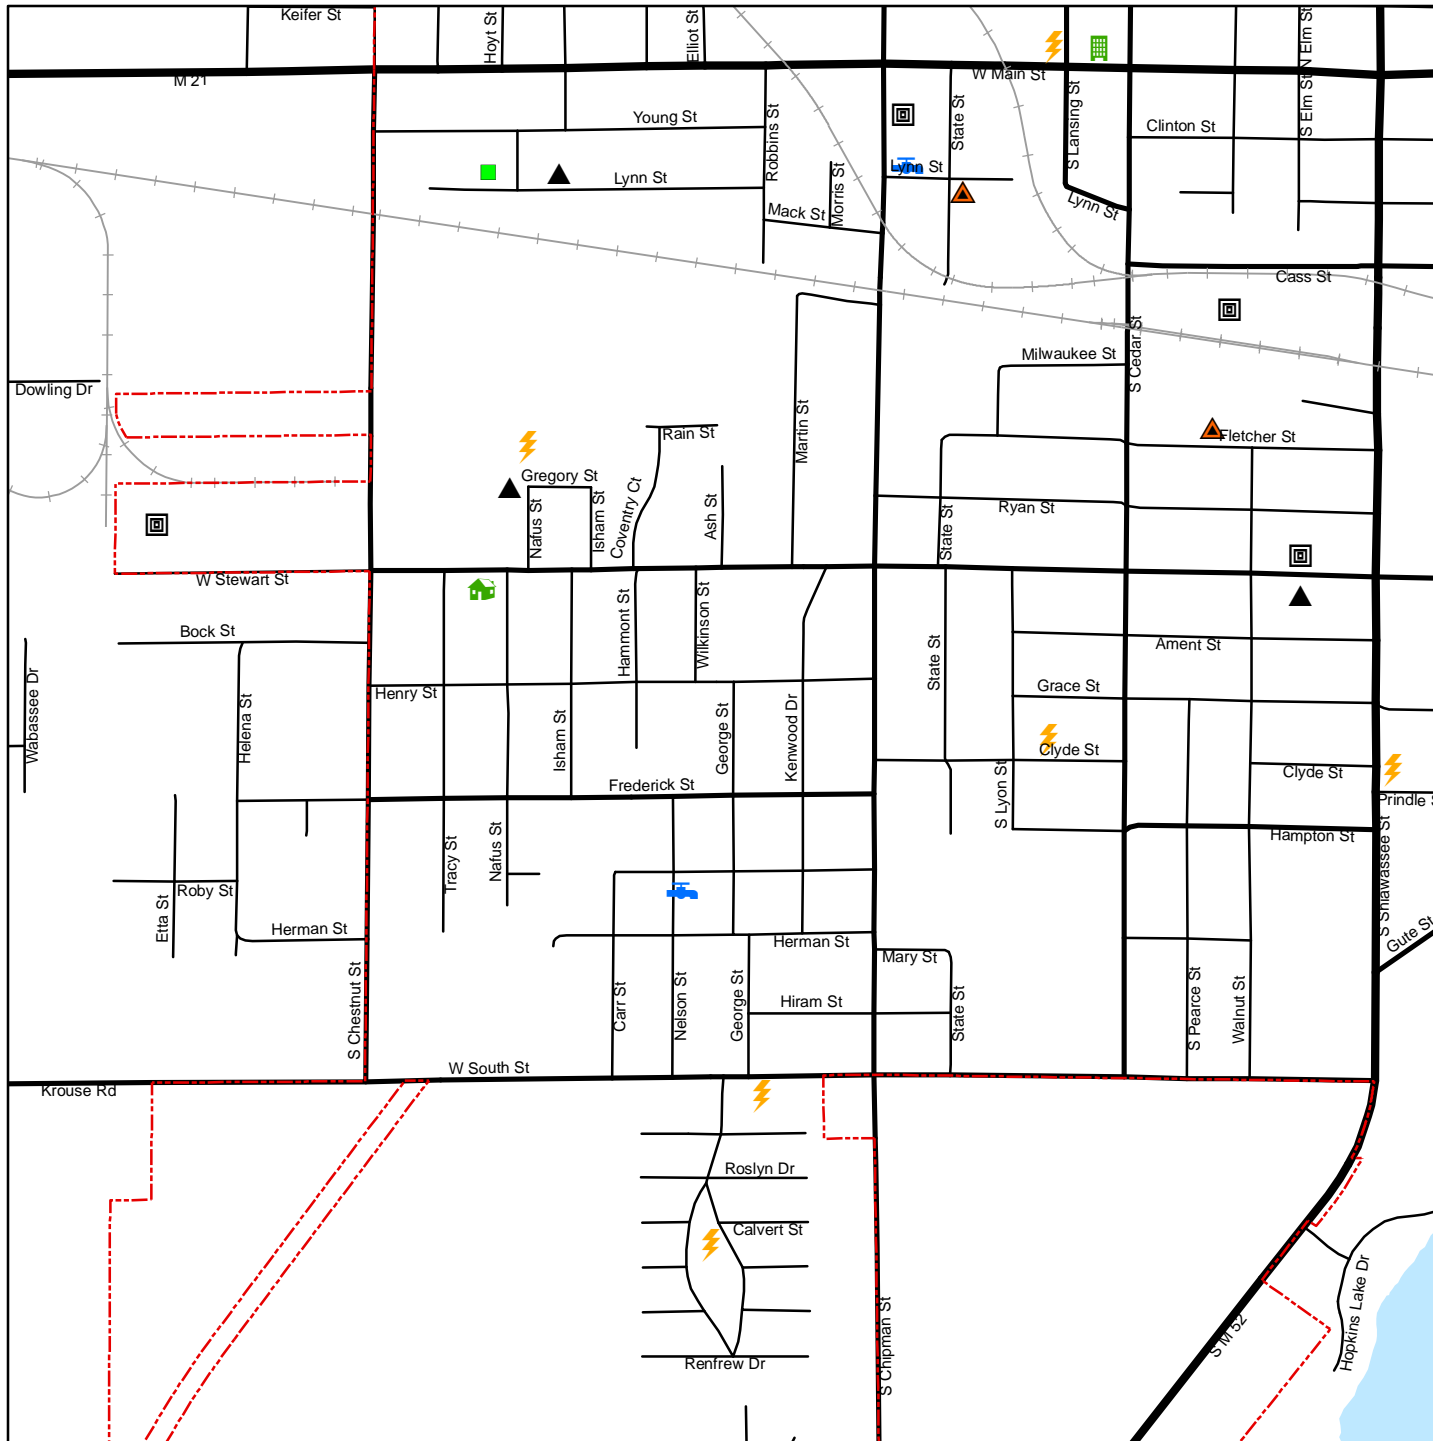 Keifer St
Hoyt St
Elliot St
N Elm St
M 21
W Main St
Young St
Robbins St
State St
S Lansing St
Clinton St
S Elm St
Lynn St
Lynn St
Morris St
Mack St
Lynn St
Cass St
S Cedar St
Milwaukee St
Dowling Dr
Martin St
Rain St
Fletcher St
Gregory St
Nafus St
Isham St
Coventry Ct
Ash St
State St
Ryan St
W Stewart St
Bock St
Hammont St
Wilkinson St
State St
Ament St
Wabassee Dr
Helena St
Henry St
Isham St
George St
Kenwood Dr
Grace St
Clyde St
Clyde St
Frederick St
S Lyon St
Prindle S
Hampton St
S Shiawassee St
Tracy St
Nafus St
Roby St
Etta St
Herman St
Herman St
Mary St
Gute St
S Chestnut St
Carr St
Nelson St
George St
Hiram St
State St
S Pearce St
Walnut St
W South St
Krouse Rd
Roslyn Dr
Calvert St
S Chipman St
Hopkins Lake Dr
S M 52
Renfrew Dr